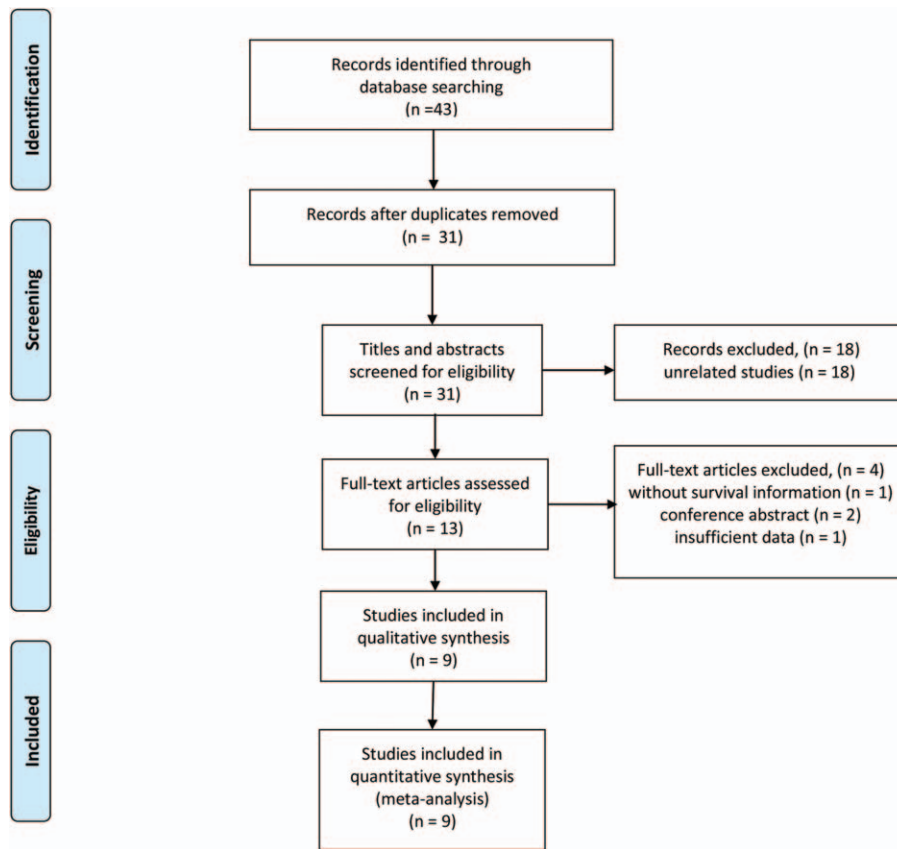 Identification
Records identified through
database searching
(n =43)
Records after duplicates removed
(n = 31)
Screening
Titles and abstracts
screened for eligibility
(n = 31)
Records excluded, (n = 18)
unrelated studies (n = 18)
Eligibility
Full-text articles assessed
for eligibility
(n = 13)
Full-text articles excluded, (n = 4)
without survival information (n = 1)
conference abstract (n = 2)
insufficient data (n = 1)
Studies included in
qualitative synthesis
(n = 9)
Included
Studies included in
quantitative synthesis
(meta-analysis)
(n = 9)